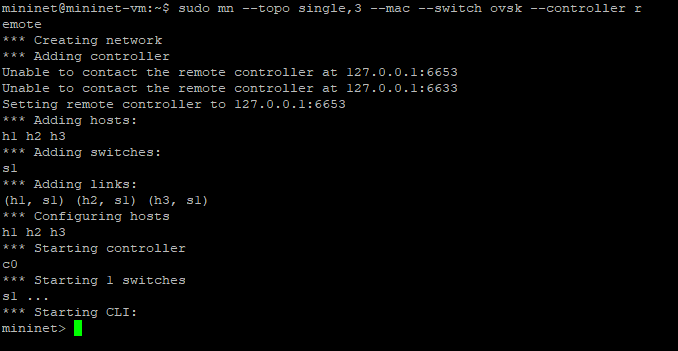 mininet@mininet-vm:~$ sudo mn --topo single,3 --mac --switch ovsk --controller r
emote
*** Creating network
*** Adding controller
Unable to contact the remote controller at 127.0.0.1:6653
Unable to contact the remote controller at 127.0.0.1:6633
Setting remote controller to 127.0.0.1:6653
*** Adding hosts:
h1 h2 h3
*** Adding switches:
s1
*** Adding links:
(h1, s1) (h2, s1) (h3, s1)
*** Configuring hosts
h1 h2 h3
*** Starting controller
c0
*** Starting 1 switches
s1 ...
*** Starting CLI:
mininet>